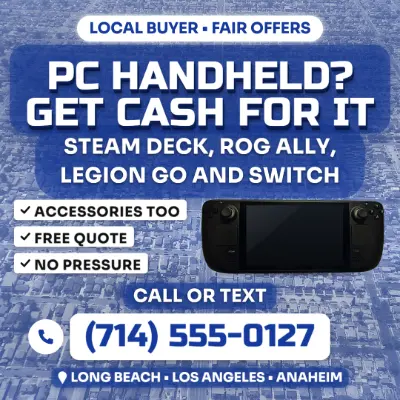 LOCAL BUYER • FAIR OFFERS
PC HANDHELD?
GET CASH FOR IT
STEAM DECK, ROG ALLY,
LEGION GO AND SWITCH
ACCESSORIES TOO
FREE QUOTE
NO PRESSURE
CALL OR TEXT
(714) 555-0127
LONG BEACH • LOS ANGELES • ANAHEIM